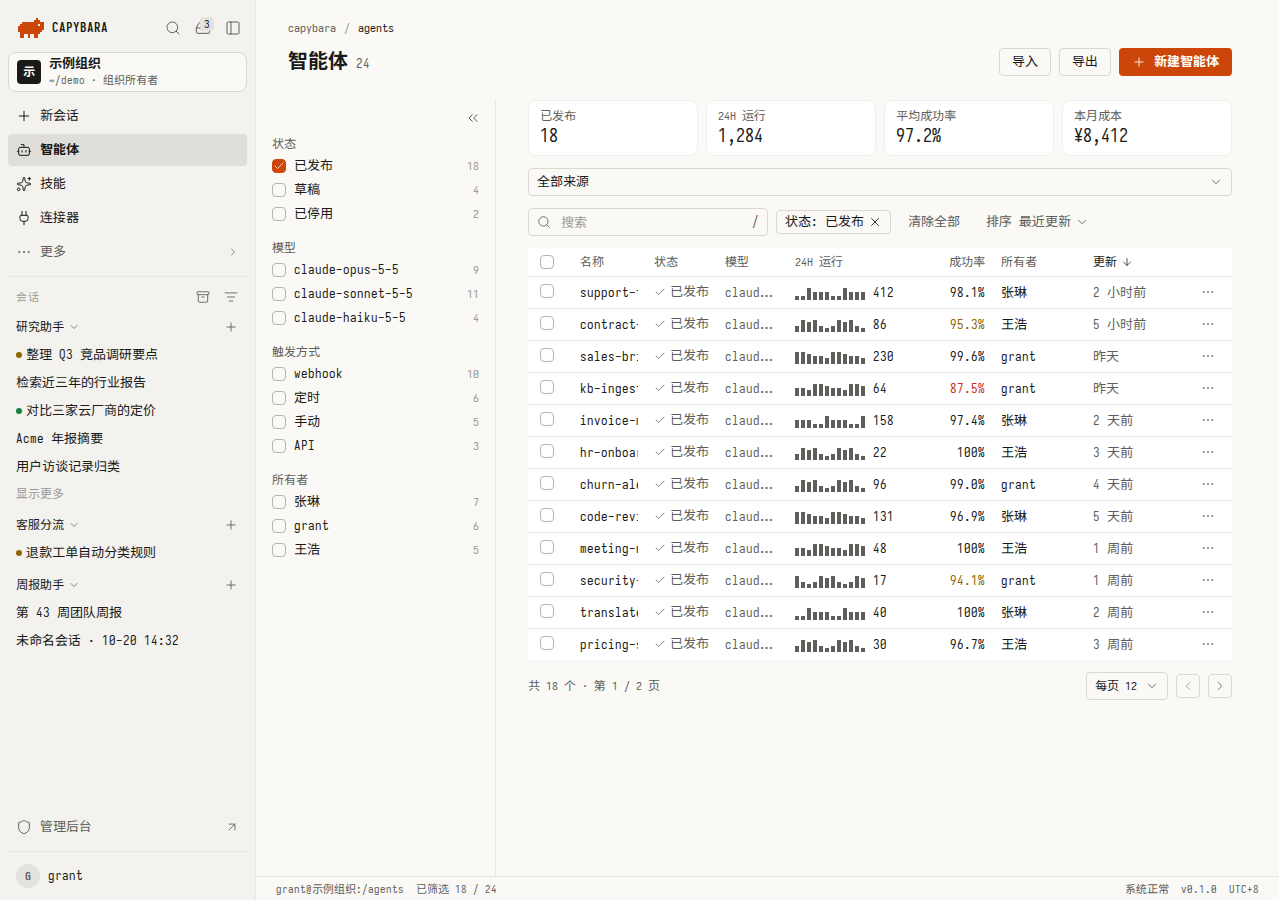 CAPYBARA
3
示
示例组织
~/demo · 组织所有者
新会话
智能体
技能
连接器
更多
会话
研究助手
整理 Q3 竞品调研要点
检索近三年的行业报告
对比三家云厂商的定价
Acme 年报摘要
用户访谈记录归类
显示更多
客服分流
退款工单自动分类规则
周报助手
第 43 周团队周报
未命名会话 · 10-20 14:32
管理后台
G grant
capybara / agents
智能体 24
导入 导出 新建智能体
状态
已发布 18
草稿 4
已停用 2
模型
claude-opus-5-5 9
claude-sonnet-5-5 11
claude-haiku-5-5 4
触发方式
webhook 10
定时 6
手动 5
API 3
所有者
张琳 7
grant 6
王浩 5
已发布
18
24H 运行
1,284
平均成功率
97.2%
本月成本
¥8,412
全部来源
搜索 / 状态: 已发布 清除全部 排序 最近更新
名称 状态 模型 24H 运行 成功率 所有者 更新
support- 已发布 claud... 412 98.1% 张琳 2 小时前
contract- 已发布 claud... 86 95.3% 王浩 5 小时前
sales-br 已发布 claud... 230 99.6% grant 昨天
kb-inges 已发布 claud... 64 87.5% grant 昨天
invoice- 已发布 claud... 158 97.4% 张琳 2 天前
hr-onboa 已发布 claud... 22 100% 王浩 3 天前
churn-al 已发布 claud... 96 99.0% grant 4 天前
code-rev 已发布 claud... 131 96.9% 张琳 5 天前
meeting- 已发布 claud... 48 100% 王浩 1 周前
security- 已发布 claud... 17 94.1% grant 1 周前
translat 已发布 claud... 40 100% 张琳 2 周前
pricing- 已发布 claud... 30 96.7% 王浩 3 周前
共 18 个 · 第 1 / 2 页
每页 12
grant@示例组织:/agents 已筛选 18 / 24
系统正常 v0.1.0 UTC+8